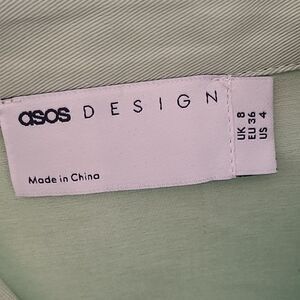 asos DESIGN
Made in China
UK 8
EU 36
US 4